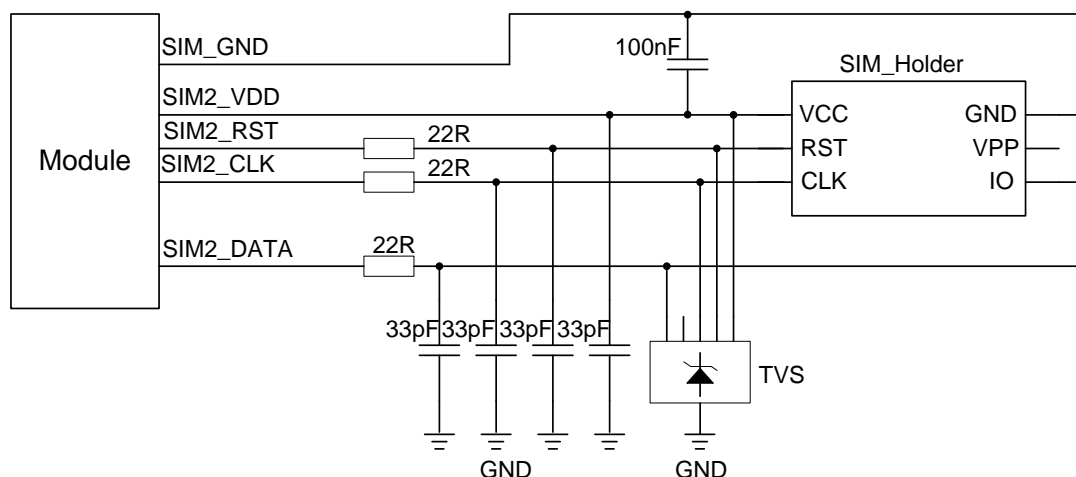 SIM_GND
100nF
SIM_Holder
SIM2_VDD
VCC
GND
SIM2_RST
22R
RST
VPP
Module
SIM2_CLK
22R
CLK
IO
SIM2_DATA
22R
33pF 33pF 33pF 33pF
TVS
GND
GND